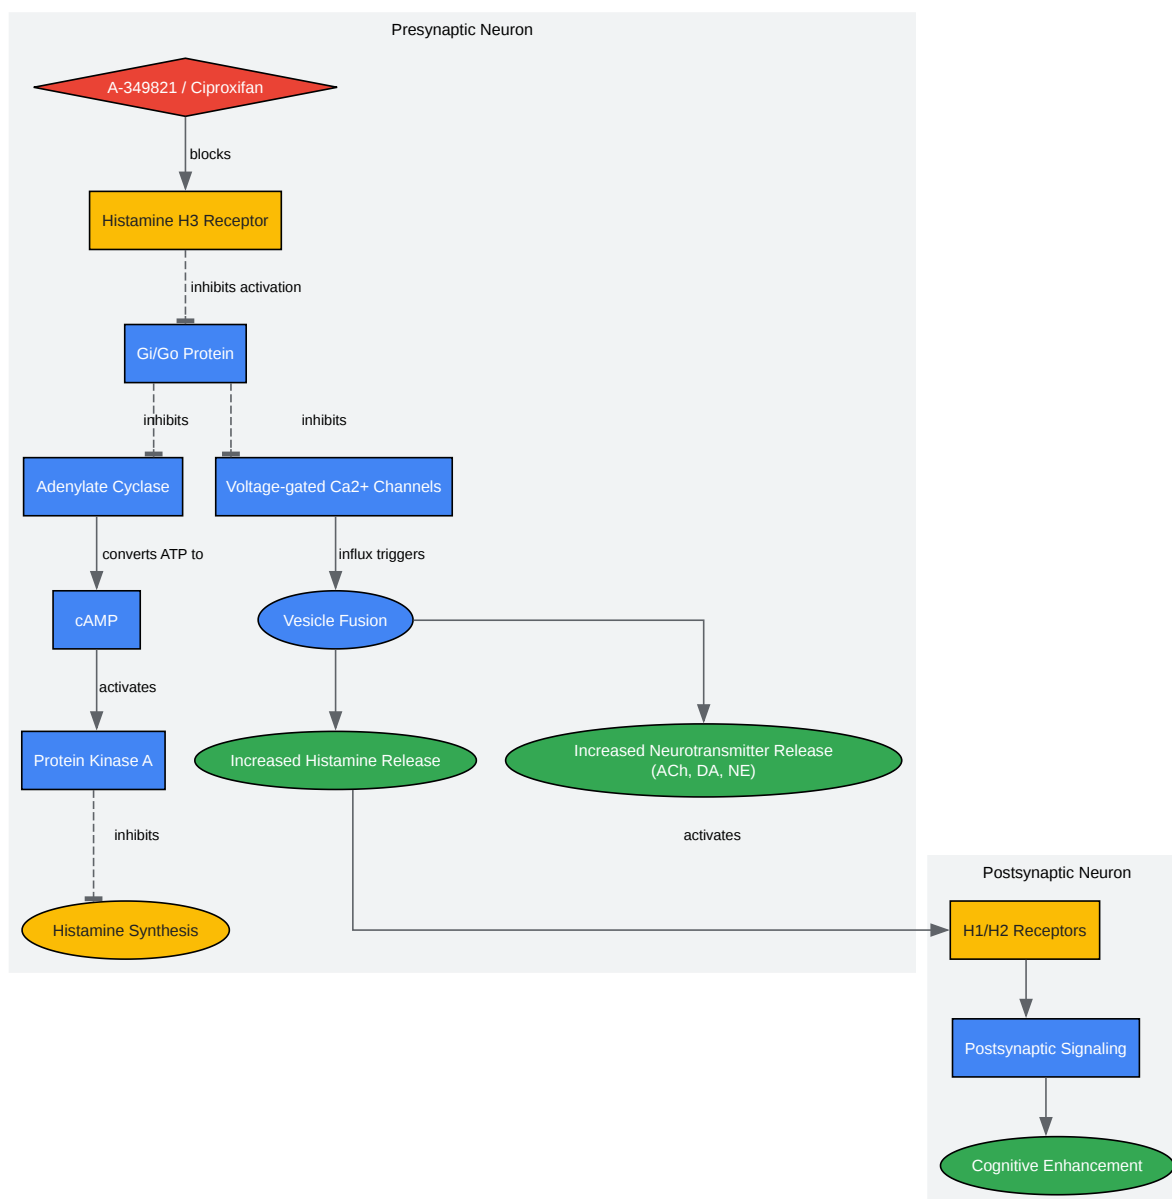 Presynaptic Neuron
A-349821 / Ciproxifan
blocks
Histamine H3 Receptor
inhibits activation
Gi/Go Protein
inhibits
inhibits
Adenylate Cyclase
Voltage-gated Ca2+ Channels
converts ATP to
influx triggers
cAMP
Vesicle Fusion
activates
Protein Kinase A
Increased Histamine Release
Increased Neurotransmitter Release
(ACh, DA, NE)
inhibits
activates
Postsynaptic Neuron
Histamine Synthesis
H1/H2 Receptors
Postsynaptic Signaling
Cognitive Enhancement